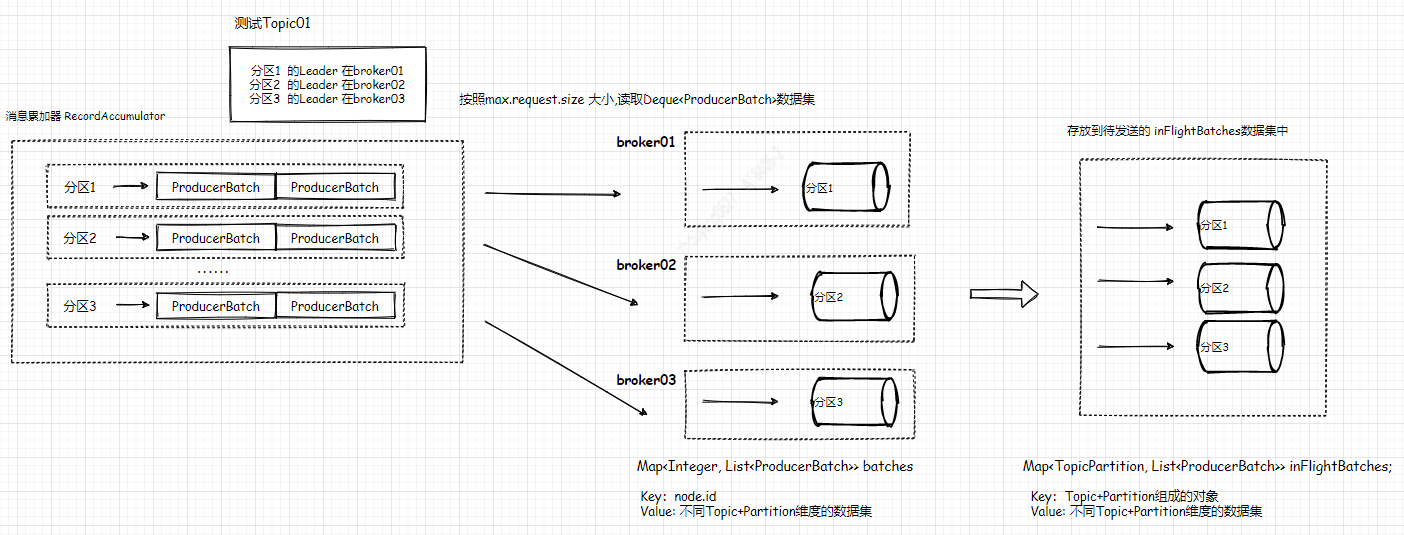 测试Topic01
分区1 的Leader 在broker01
分区2 的Leader 在broker02
分区3 的Leader 在broker03
消息累加器 RecordAccumulator
分区1
ProducerBatch
ProducerBatch
分区2
ProducerBatch
ProducerBatch
......
分区3
ProducerBatch
ProducerBatch
按照max.request.size 大小,读取Deque<ProducerBatch>数据集
broker01
分区1
broker02
分区2
broker03
分区3
Map<Integer, List<ProducerBatch>> batches
Key: node.id
Value: 不同Topic+Partition维度的数据集
存放到待发送的 inFlightBatches数据集中
分区1
分区2
分区3
Map<TopicPartition, List<ProducerBatch>> inFlightBatches;
Key: Topic+Partition组成的对象
Value: 不同Topic+Partition维度的数据集